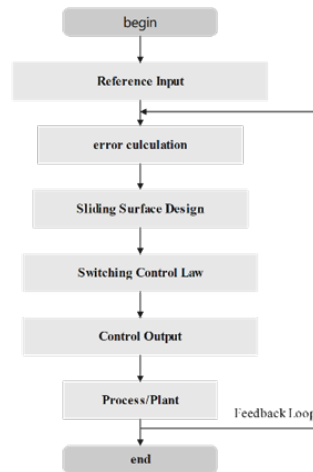 begin
Reference Input
error culculation
Sliding Surface Design
Switching Control Law
Control Output
Process/Plant
Feedback Loop
end